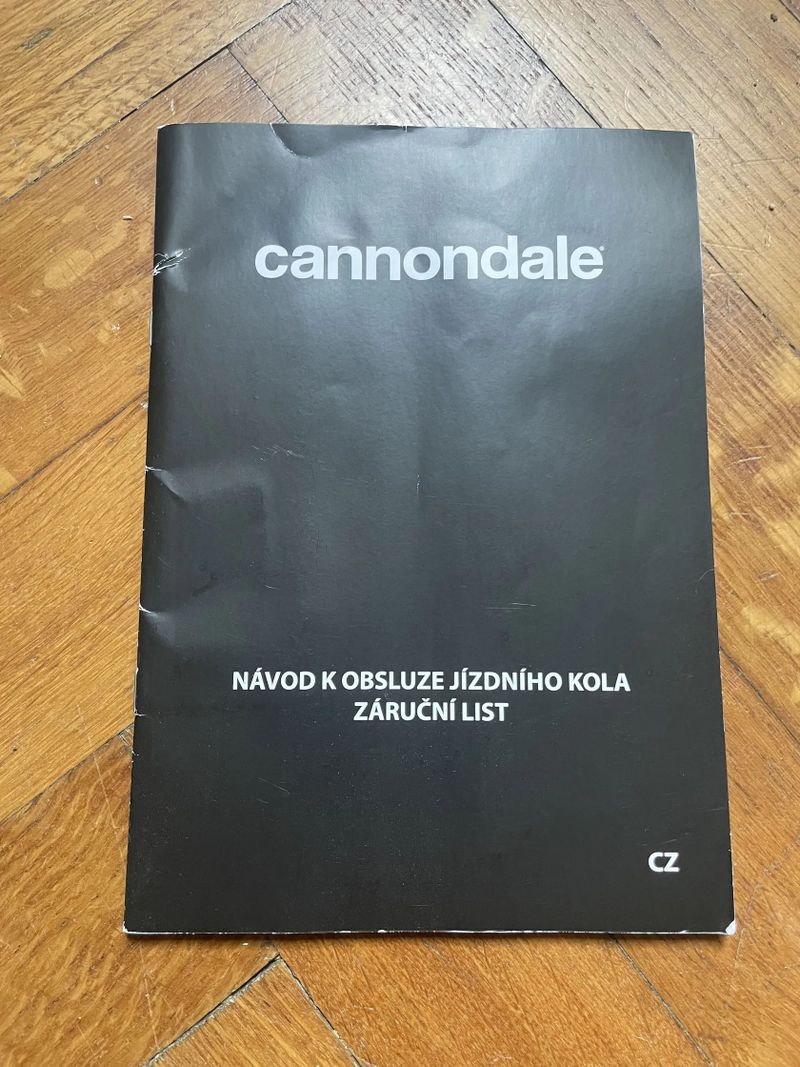 cannondale
NÁVOD K OBSLUZE JÍZDNÍHO KOLA
ZÁRUČNÍ LIST
CZ